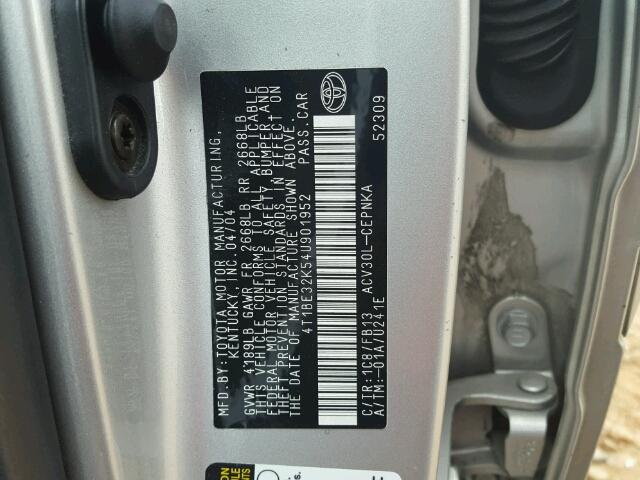 MFD.BY:TOYOTA MOTOR MANUFACTURING,
KENTUCKY, INC. 04/04
GVWR 4189LB GAWR FR 2668LB RR 2668LB
THIS VEHICLE CONFORMS TO ALL APPLICABLE
FEDERAL MOTOR VEHICLE SAFETY, BUMPER, AND
THEFT PREVENTION STANDARDS IN EFFECT ON
THE DATE OF MANUFACTURE SHOWN ABOVE.
4T1BE32K54U901952 PASS.CAR
C/TR:1C8/FB13 ACV30L-CEPNKA
A/TM:-01A/U241E 52309